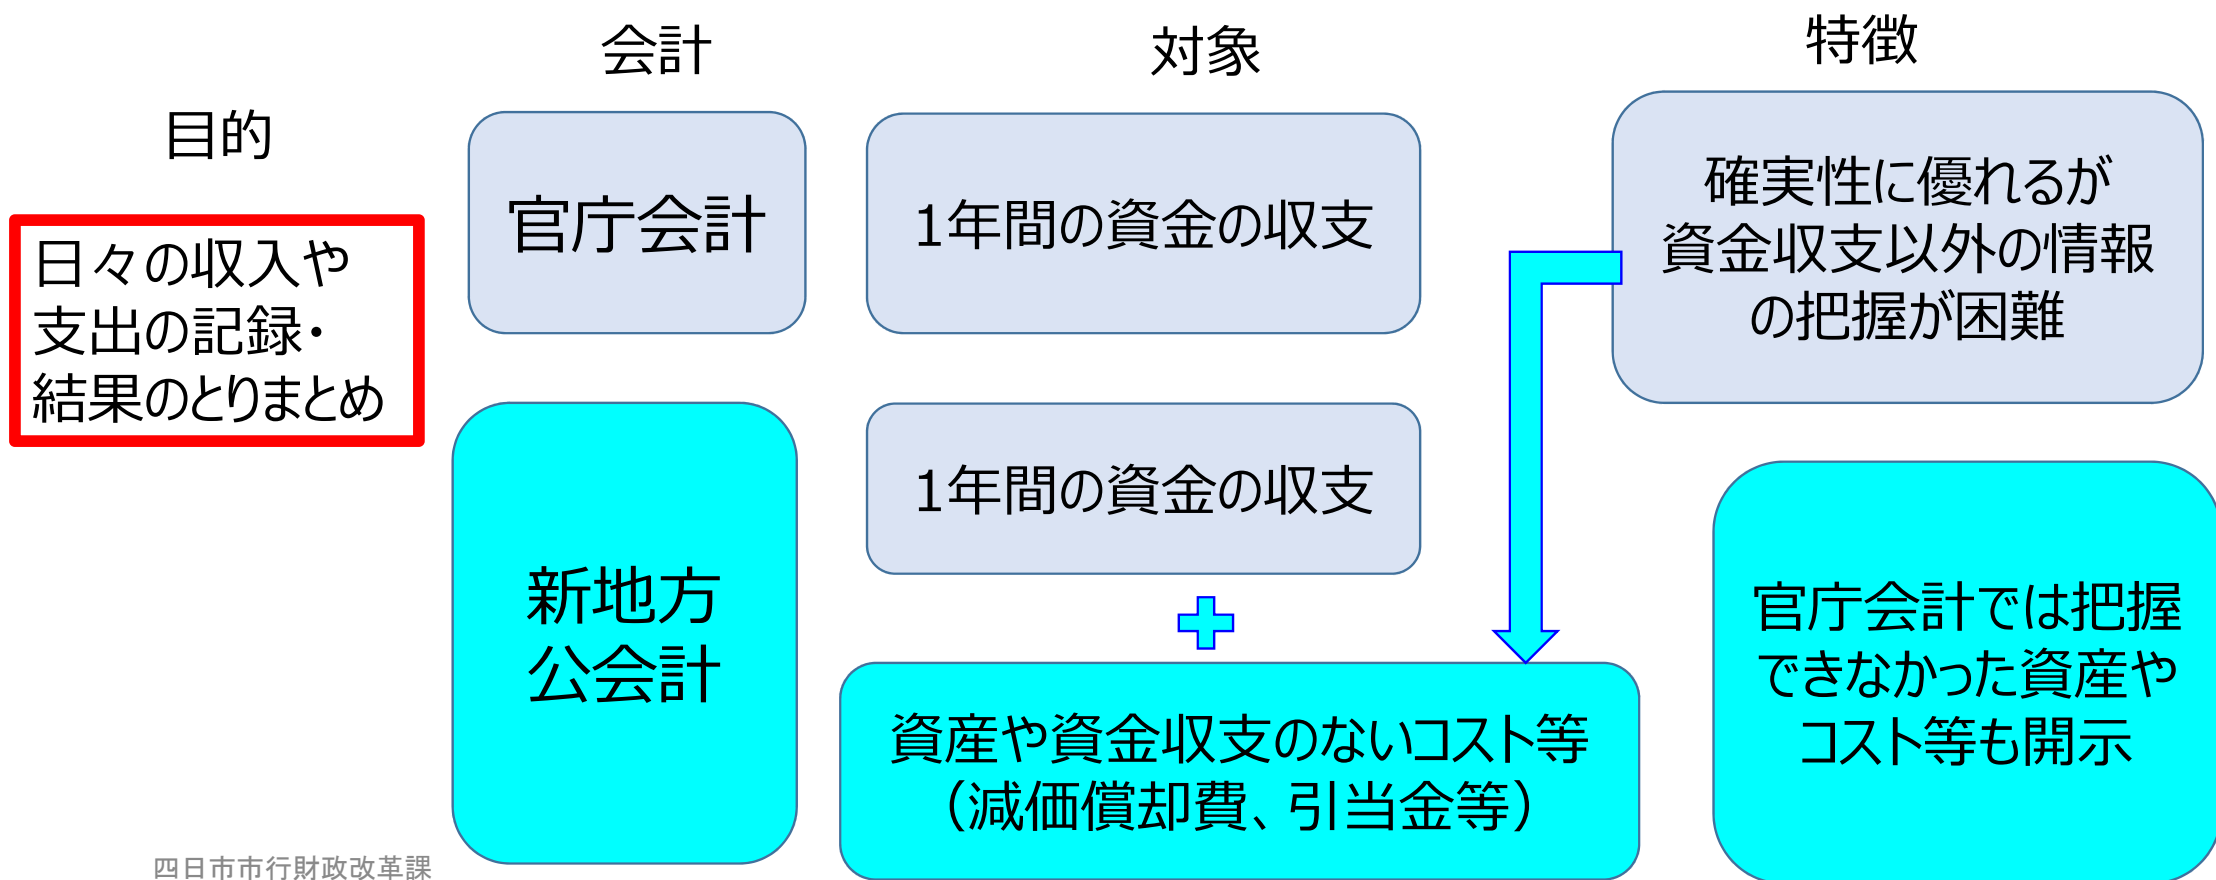 会計
対象
特徴
目的
日々の収入や
支出の記録・
結果のとりまとめ
官庁会計
1年間の資金の収支
確実性に優れるが
資金収支以外の情報
の把握が困難
新地方
公会計
1年間の資金の収支
資産や資金収支のないコスト等
（減価償却費、引当金等）
官庁会計では把握
できなかった資産や
コスト等も開示
四日市市行財政改革課